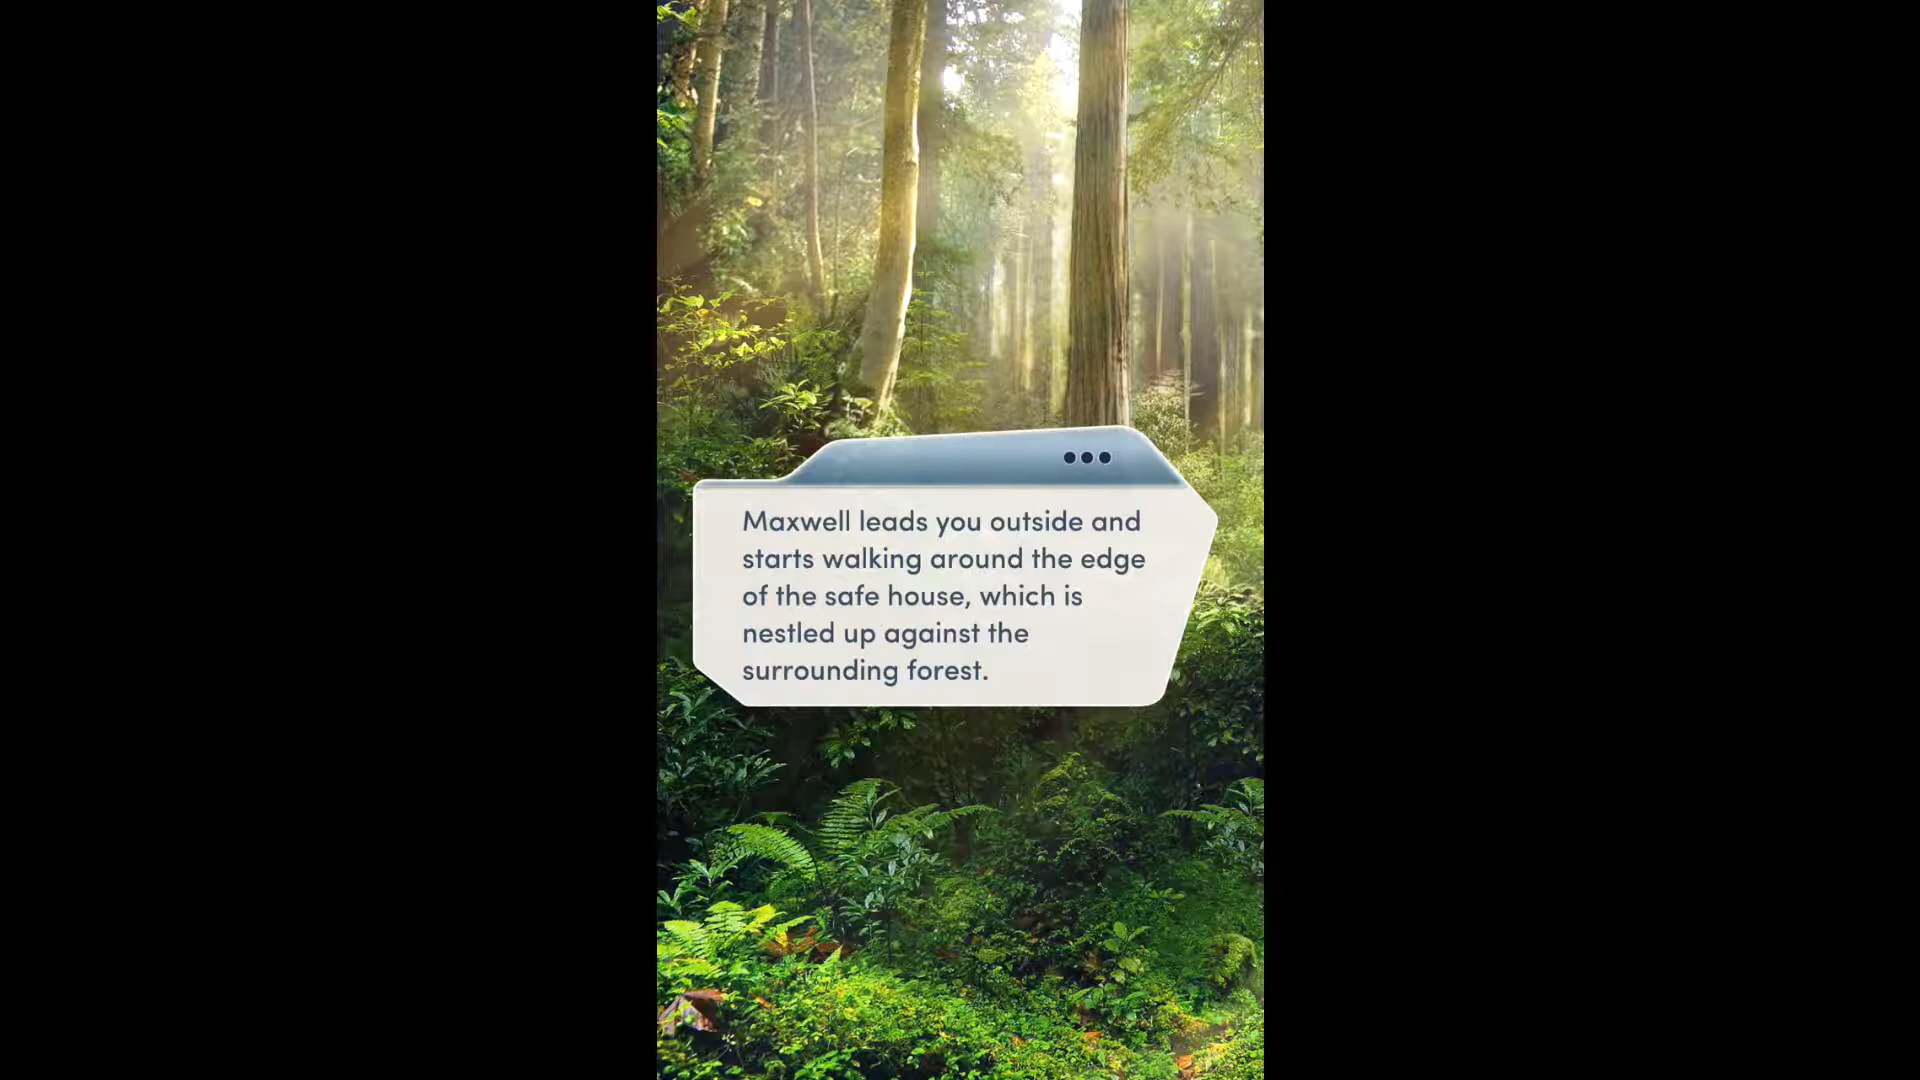 Maxwell leads you outside and
starts walking around the edge
of the safe house, which is
nestled up against the
surrounding forest.